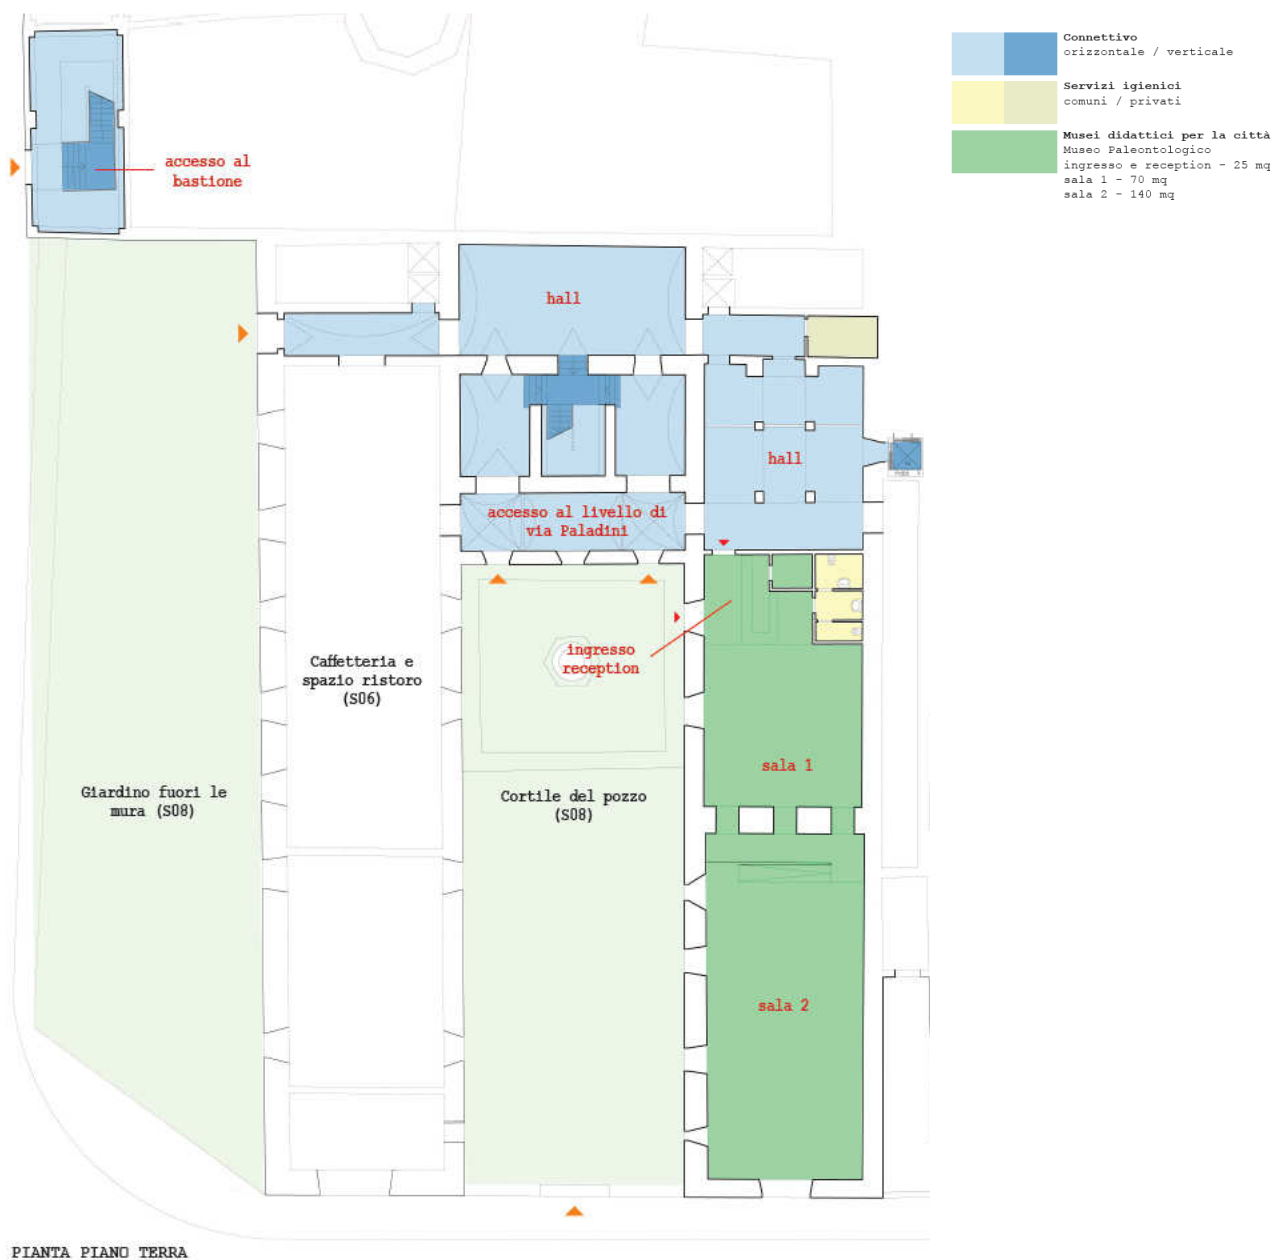 Connettivo
orizzontale / verticale
Servizi igienici
comuni / privati
Musei didattici per la città
Museo Paleontologico
ingresso e reception - 25 mq
sala 1 - 70 mq
sala 2 - 140 mq
accesso al
bastione
hall
hall
accesso al livello di
via Paladini
ingresso
reception
Caffetteria e
spazio ristoro
(S06)
sala 1
Giardino fuori le
mura (S08)
Cortile del pozzo
(S08)
sala 2
PIANTA PIANO TERRA